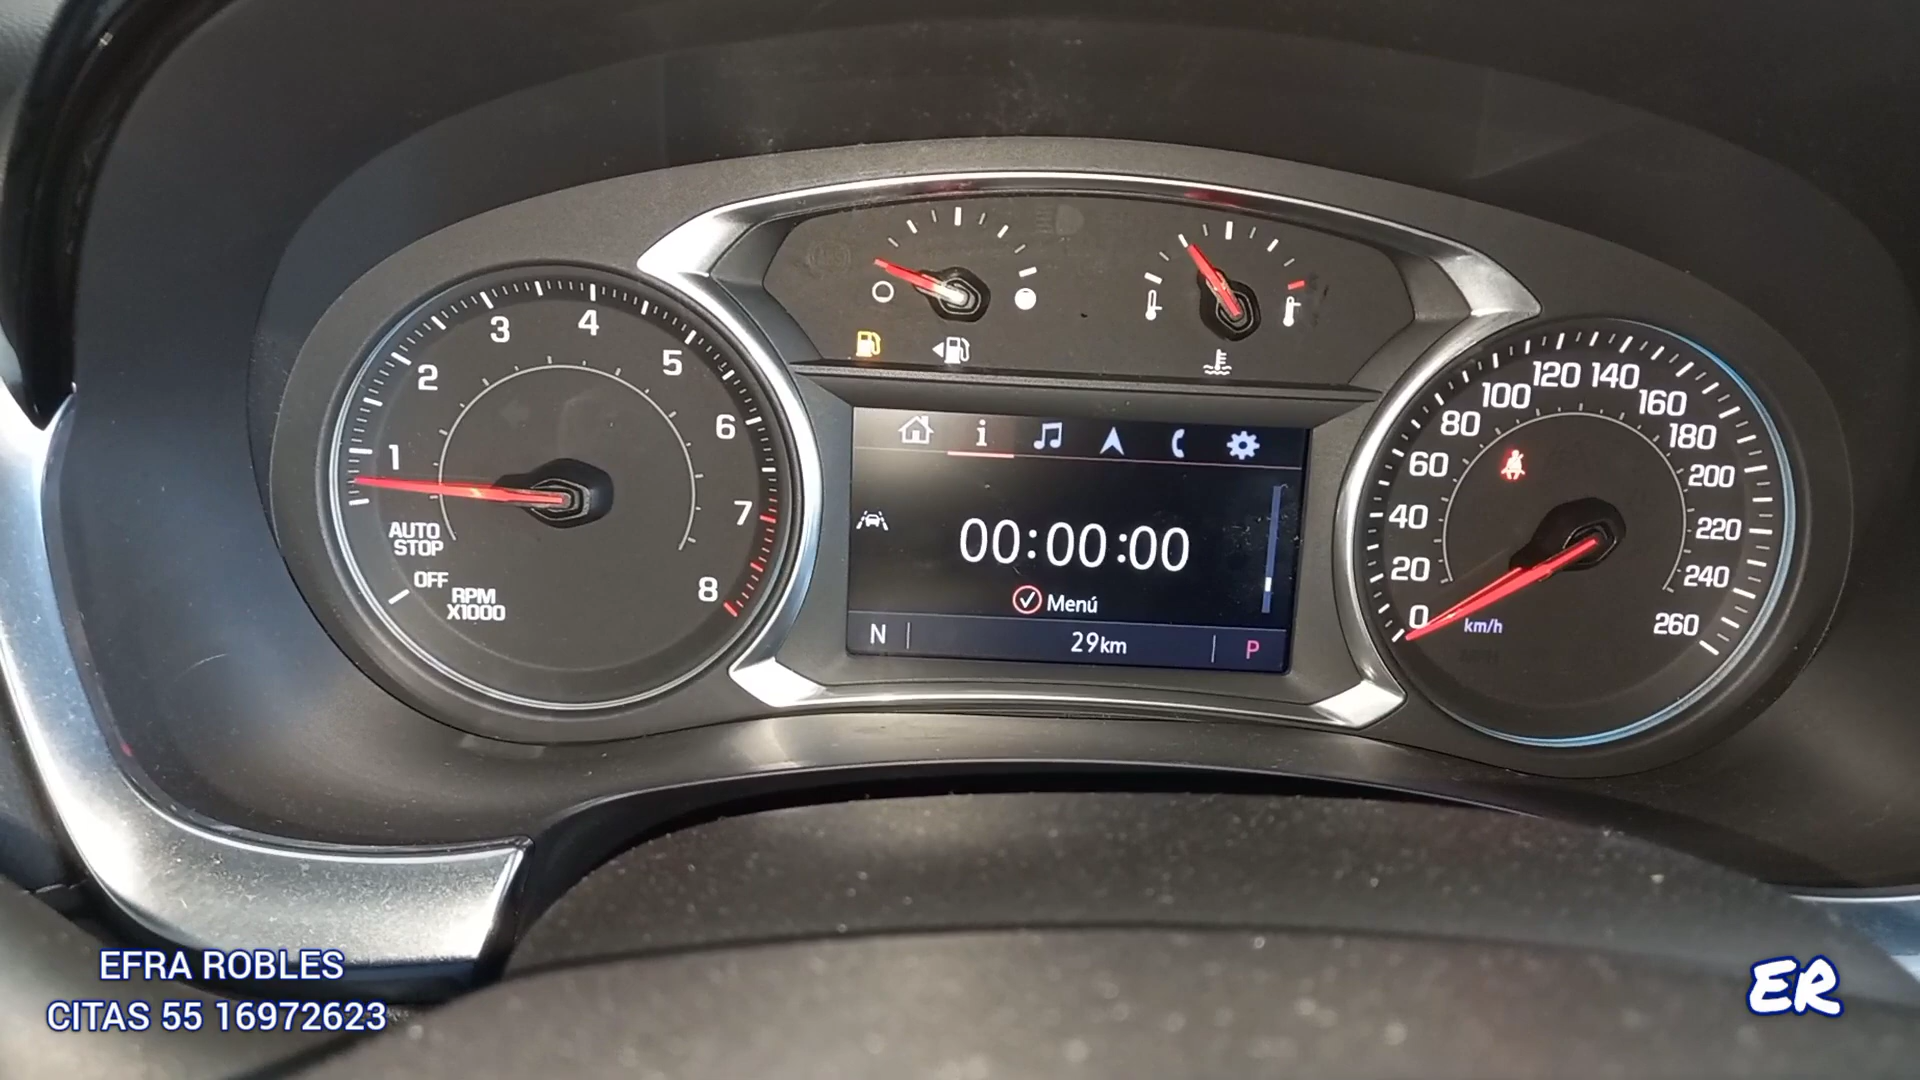 1
2
3
4
5
6
7
8
AUTO
STOP
OFF
RPM
X1000
i
00:00:00
Menú
N
29km
P
0
20
40
60
80
100
120
140
160
180
200
220
240
260
km/h
EFRA ROBLES
CITAS 55 16972623
ER